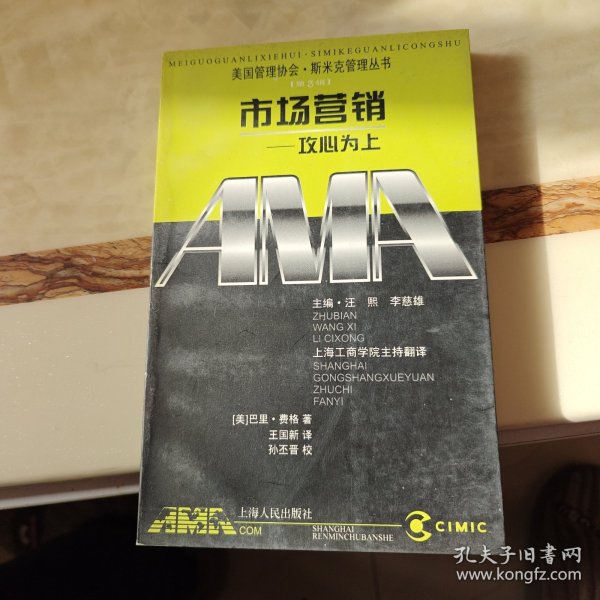 MEIGUOGUANLIXIEHUI·SIMIKEGUANLICONGSHU
美国管理协会·斯米克管理丛书
市场营销
——攻心为上
AMA
主编·汪 熙 李慈雄
ZHUBIAN
WANG XI
LI CIXONG
上海工商学院主持翻译
SHANGHAI
GONGSHANGXUEYUAN
ZHUCHI
FANYI
[美]巴里·费格 著
王国新 译
孙丕晋 校
AMA
COM
上海人民出版社
SHANGHAI
RENMINCHUBANSHE
CIMIC
孔夫子旧书网
www.kongfz.com